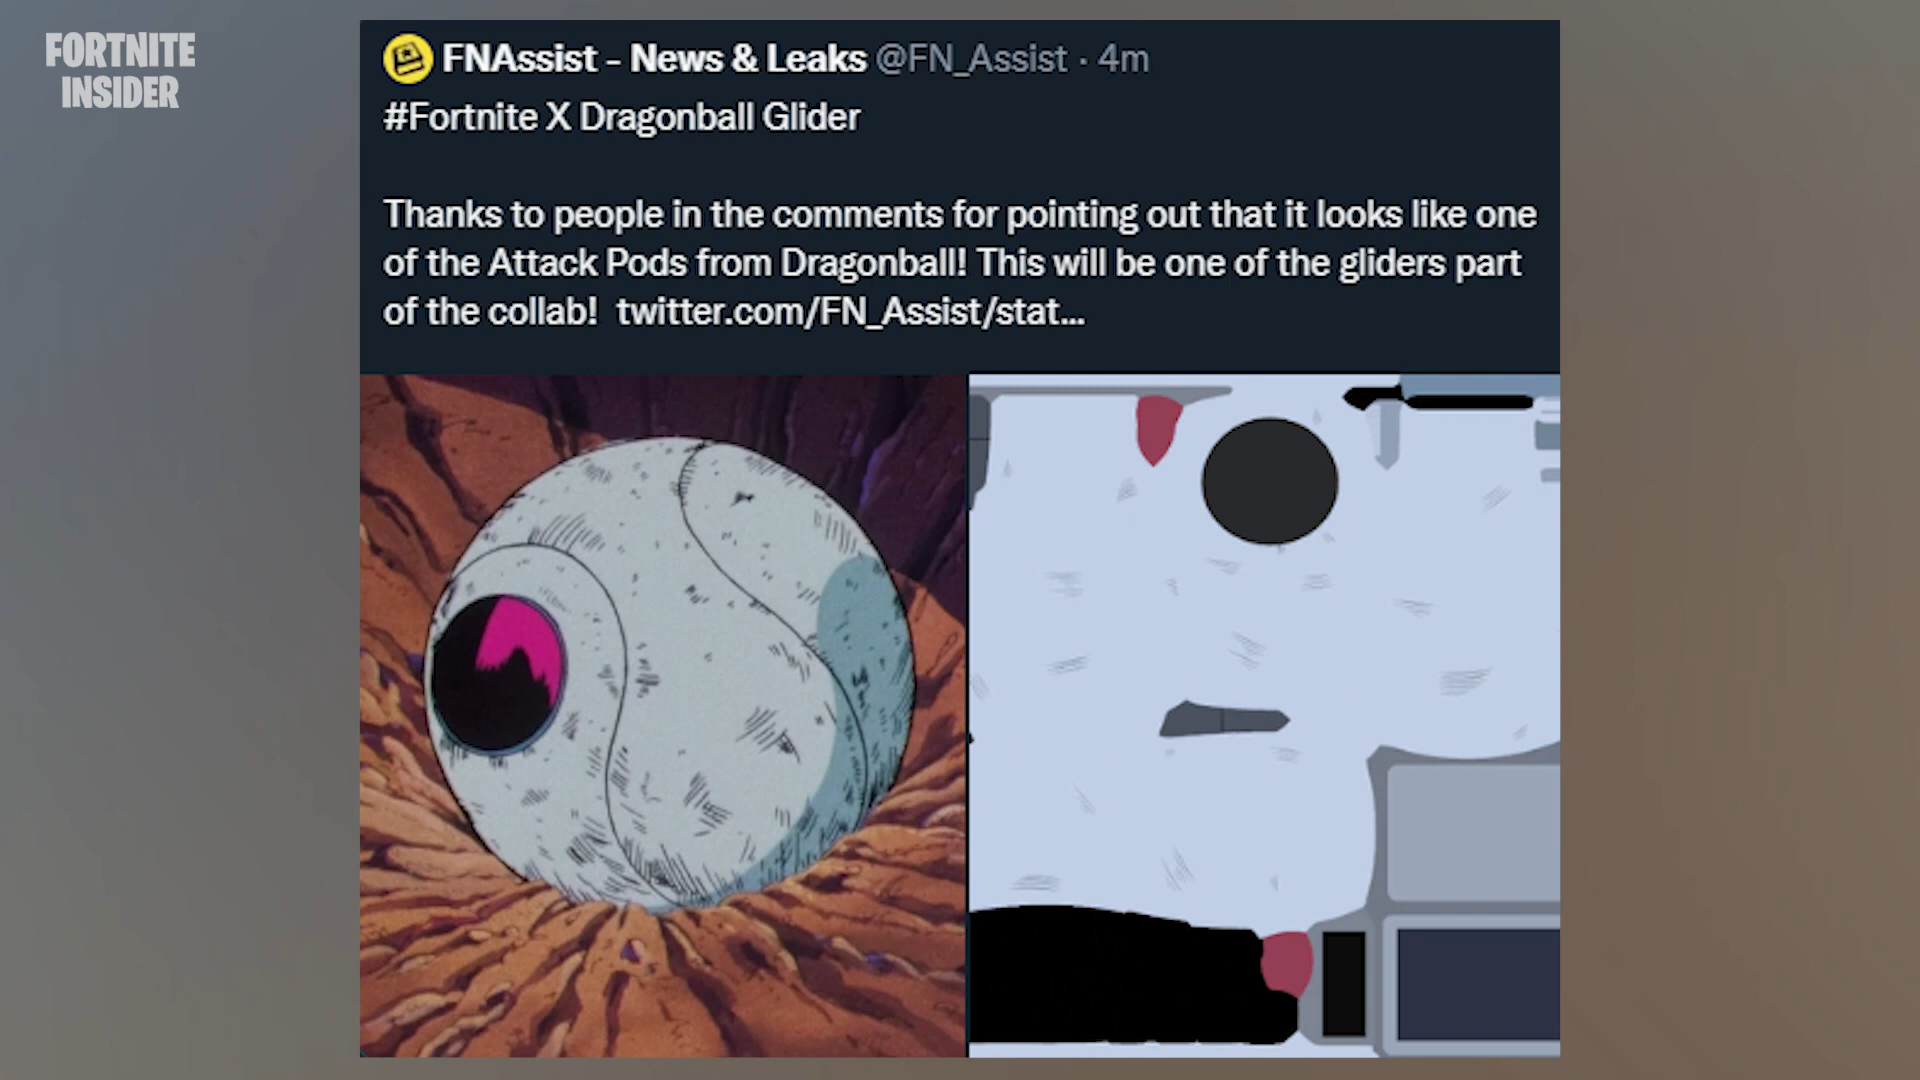 FORTNITE
INSIDER
FNAssist - News & Leaks @FN_Assist · 4m
#Fortnite X Dragonball Glider
Thanks to people in the comments for pointing out that it looks like one
of the Attack Pods from Dragonball! This will be one of the gliders part
of the collab! twitter.com/FN_Assist/stat...